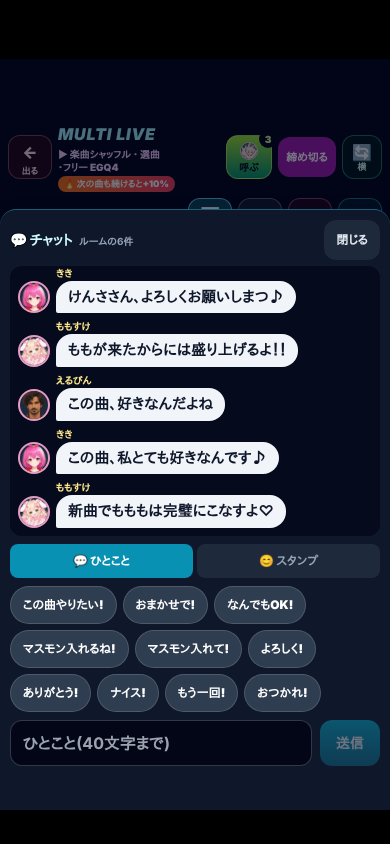 MULTI LIVE
← 出る
▶ 楽曲シャッフル・選曲
・フリー EGQ4
🔥 次の曲も続けると+10%
3
呼ぶ
締め切る
横
💬 チャット ルームの6件
閉じる
きき
けんささん、よろしくお願いしまつ♪
ももすけ
ももが来たからには盛り上げるよ!!
えるぴん
この曲、好きなんだよね
きき
この曲、私とても好きなんです♪
ももすけ
新曲でもももは完璧にこなすよ♡
💬 ひとこと
😊 スタンプ
この曲やりたい!
おまかせで!
なんでもOK!
マスモン入れるね!
マスモン入れて!
よろしく!
ありがとう!
ナイス!
もう一回!
おつかれ!
ひとこと(40文字まで)
送信